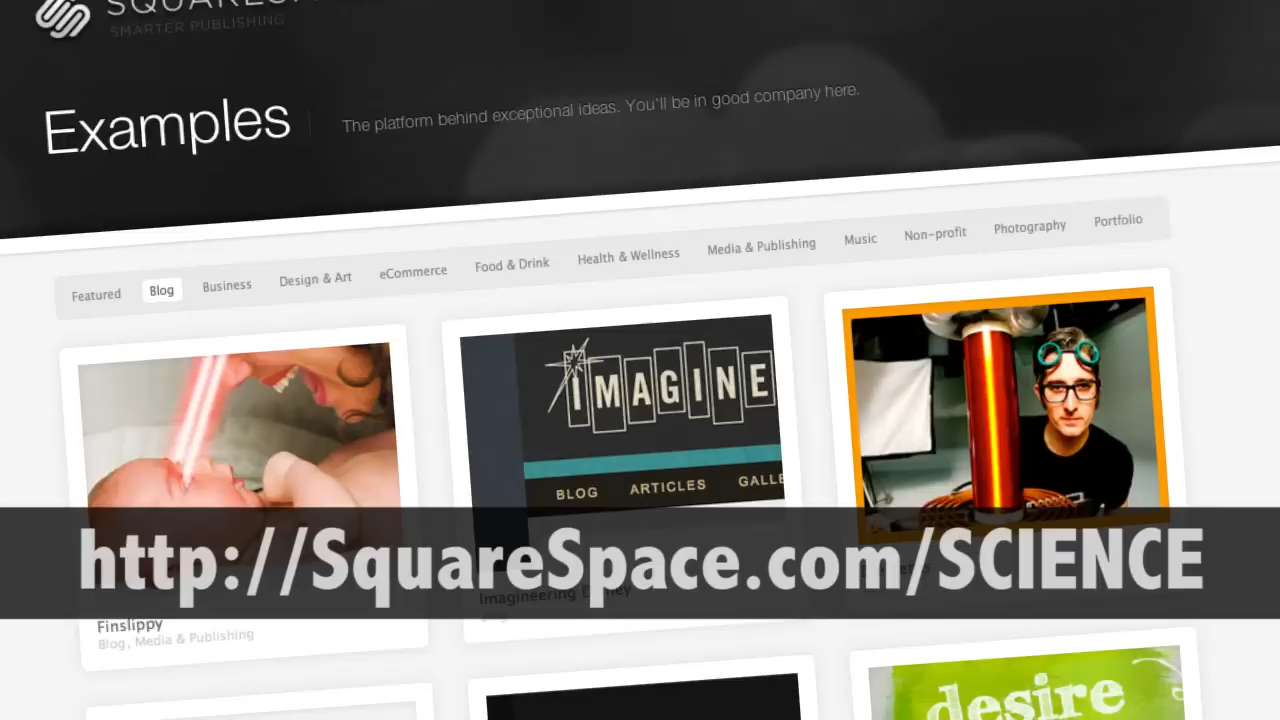 SMARTER PUBLISHING
Examples
The platform behind exceptional ideas. You'll be in good company here.
Featured
Blog
Business
Design & Art
eCommerce
Food & Drink
Health & Wellness
Media & Publishing
Music
Non-profit
Photography
Portfolio
IMAGINE
BLOG ARTICLES GALLE
http://SquareSpace.com/SCIENCE
Imagineering
Finslippy
Blog, Media & Publishing
desire